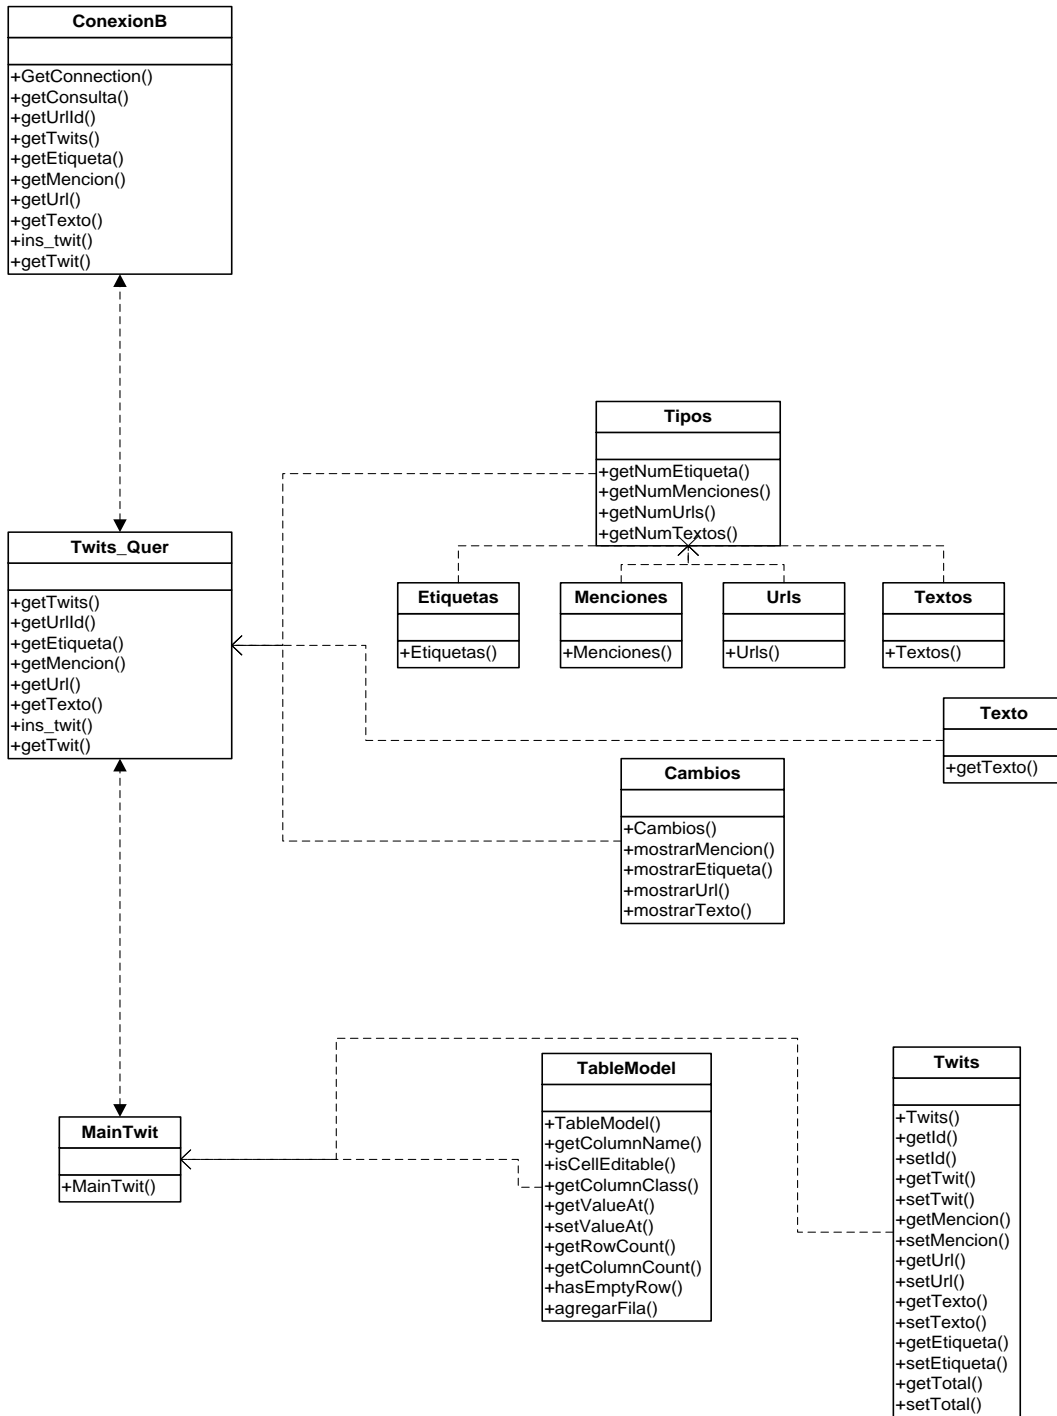 ConexionB
+GetConnection()
+getConsulta()
+getUrlId()
+getTwits()
+getEtiqueta()
+getMencion()
+getUrl()
+getTexto()
+ins_twit()
+getTwit()
Tipos
+getNumEtiqueta()
+getNumMenciones()
+getNumUrls()
+getNumTextos()
Twits_Quer
+getTwits()
+getUrlId()
+getEtiqueta()
+getMencion()
+getUrl()
+getTexto()
+ins_twit()
+getTwit()
Etiquetas
+Etiquetas()
Menciones
+Menciones()
Urls
+Urls()
Textos
+Textos()
Texto
+getTexto()
Cambios
+Cambios()
+mostrarMencion()
+mostrarEtiqueta()
+mostrarUrl()
+mostrarTexto()
MainTwit
+MainTwit()
TableModel
+TableModel()
+getColumnName()
+isCellEditable()
+getColumnClass()
+getValueAt()
+setValueAt()
+getRowCount()
+getColumnCount()
+hasEmptyRow()
+agregarFila()
Twits
+Twits()
+getId()
+setId()
+getTwit()
+setTwit()
+getMencion()
+setMencion()
+getUrl()
+setUrl()
+getTexto()
+setTexto()
+getEtiqueta()
+setEtiqueta()
+getTotal()
+setTotal()